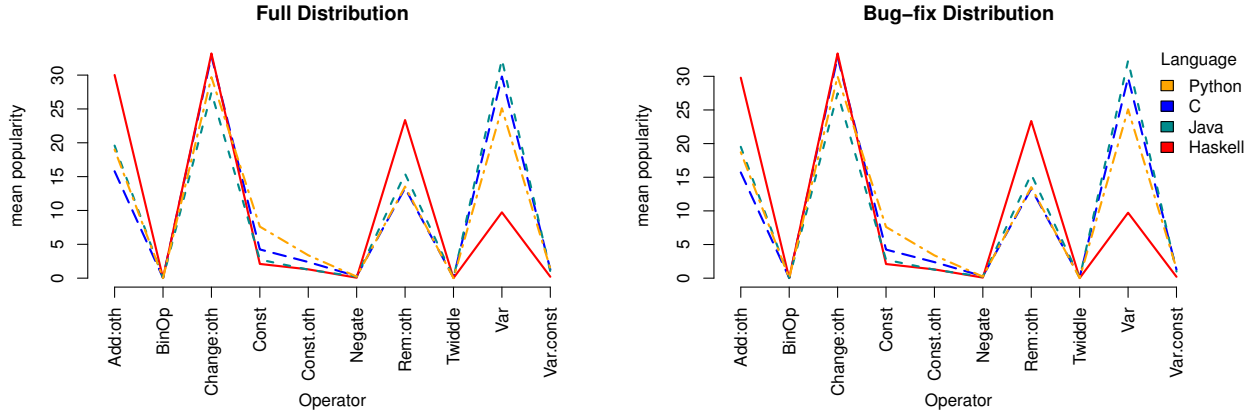 Full Distribution
mean popularity
0
5
10
15
20
25
30
Add:oth
BinOp
Change:oth
Const
Const.oth
Negate
Rem:oth
Twiddle
Var
Var.const
Operator
Bug−fix Distribution
mean popularity
0
5
10
15
20
25
30
Add:oth
BinOp
Change:oth
Const
Const.oth
Negate
Rem:oth
Twiddle
Var
Var.const
Operator
Language
Python
C
Java
Haskell